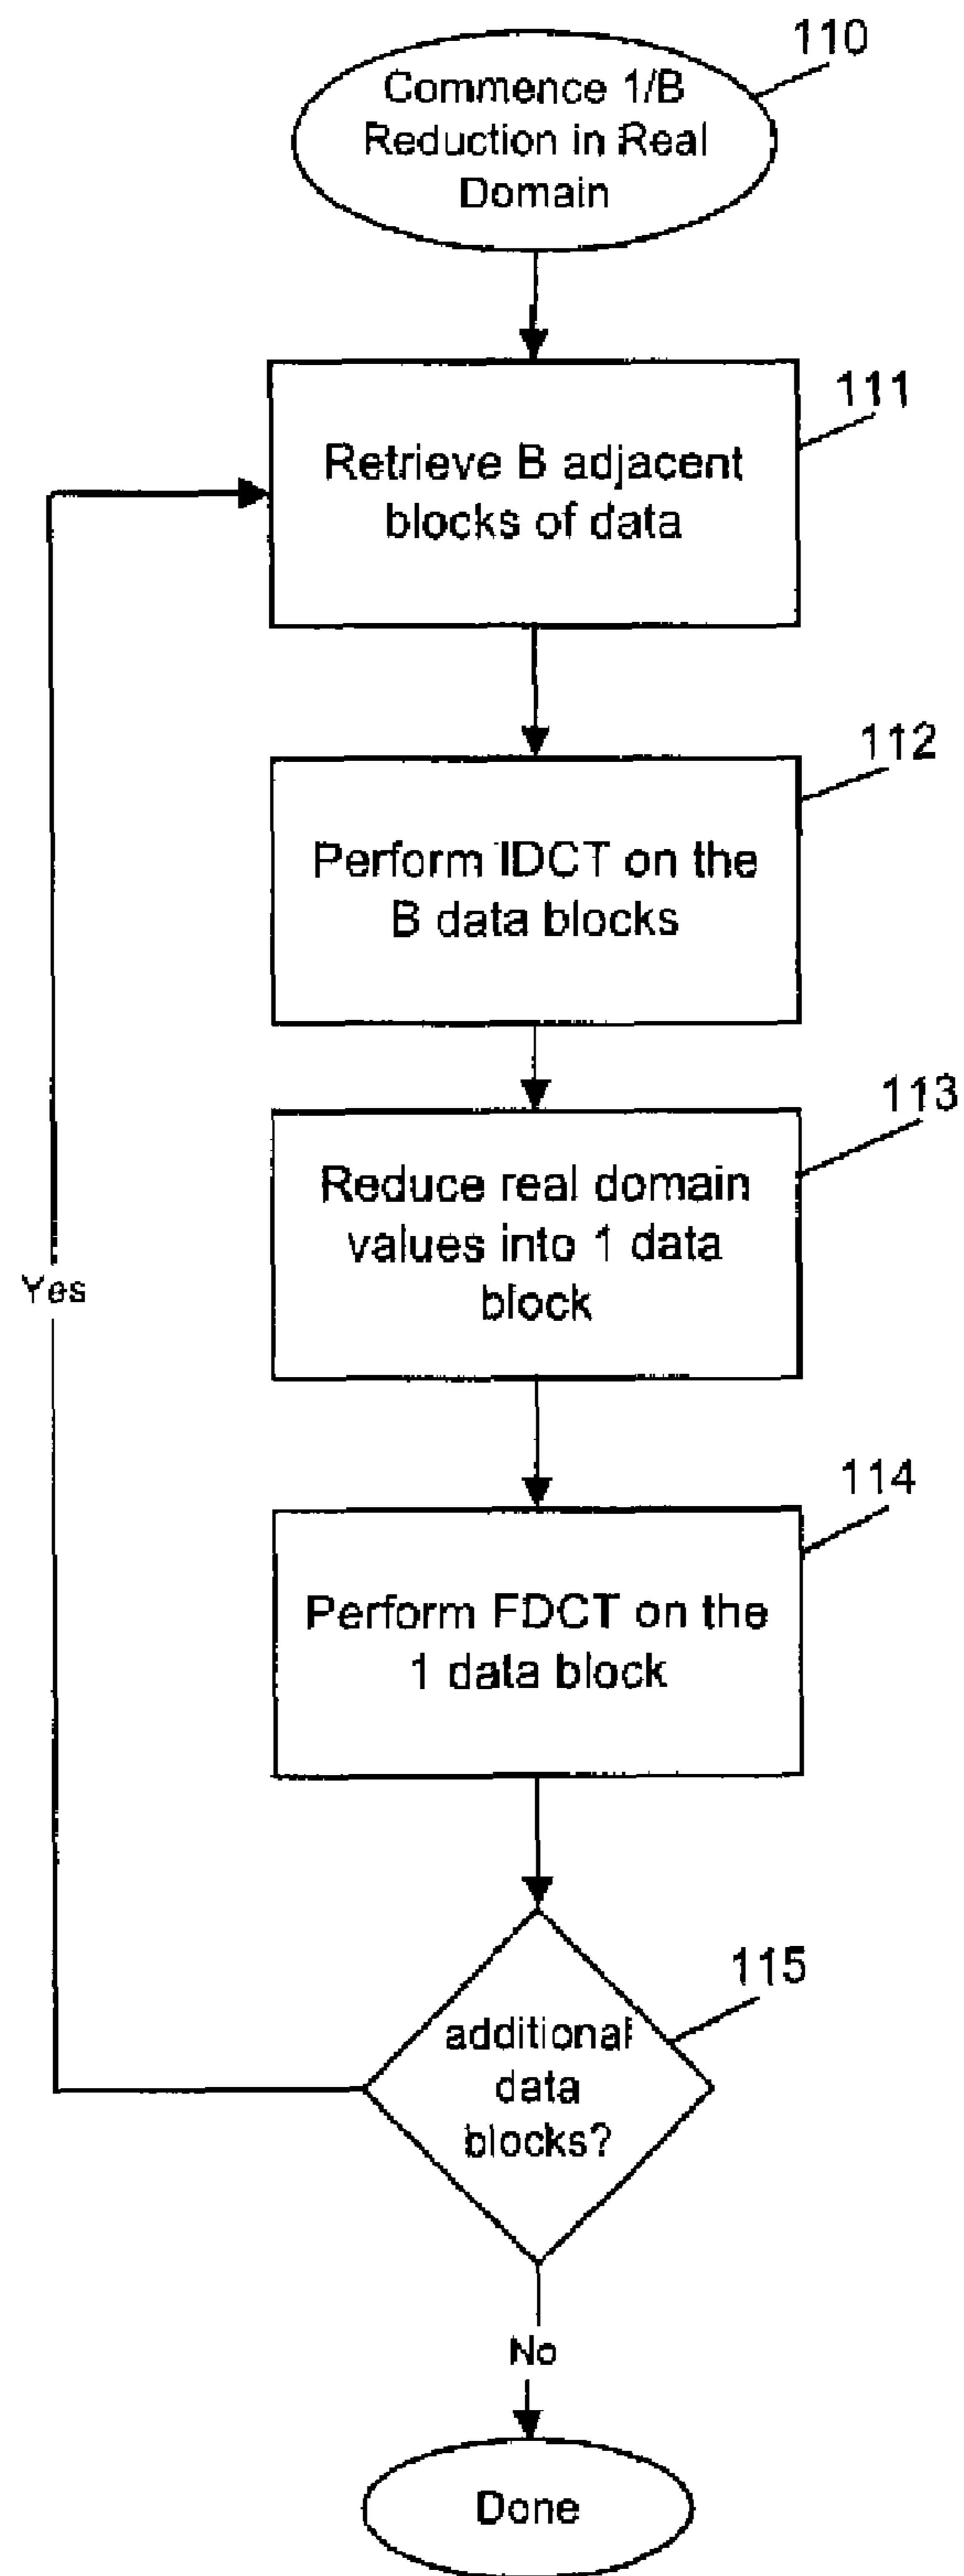 110
Commence 1/B
Reduction in Real
Domain
111
Retrieve B adjacent
blocks of data
112
Perform IDCT on the
B data blocks
113
Reduce real domain
values into 1 data
block
Yes
114
Perform FDCT on the
1 data block
115
additional
data
blocks?
No
Done